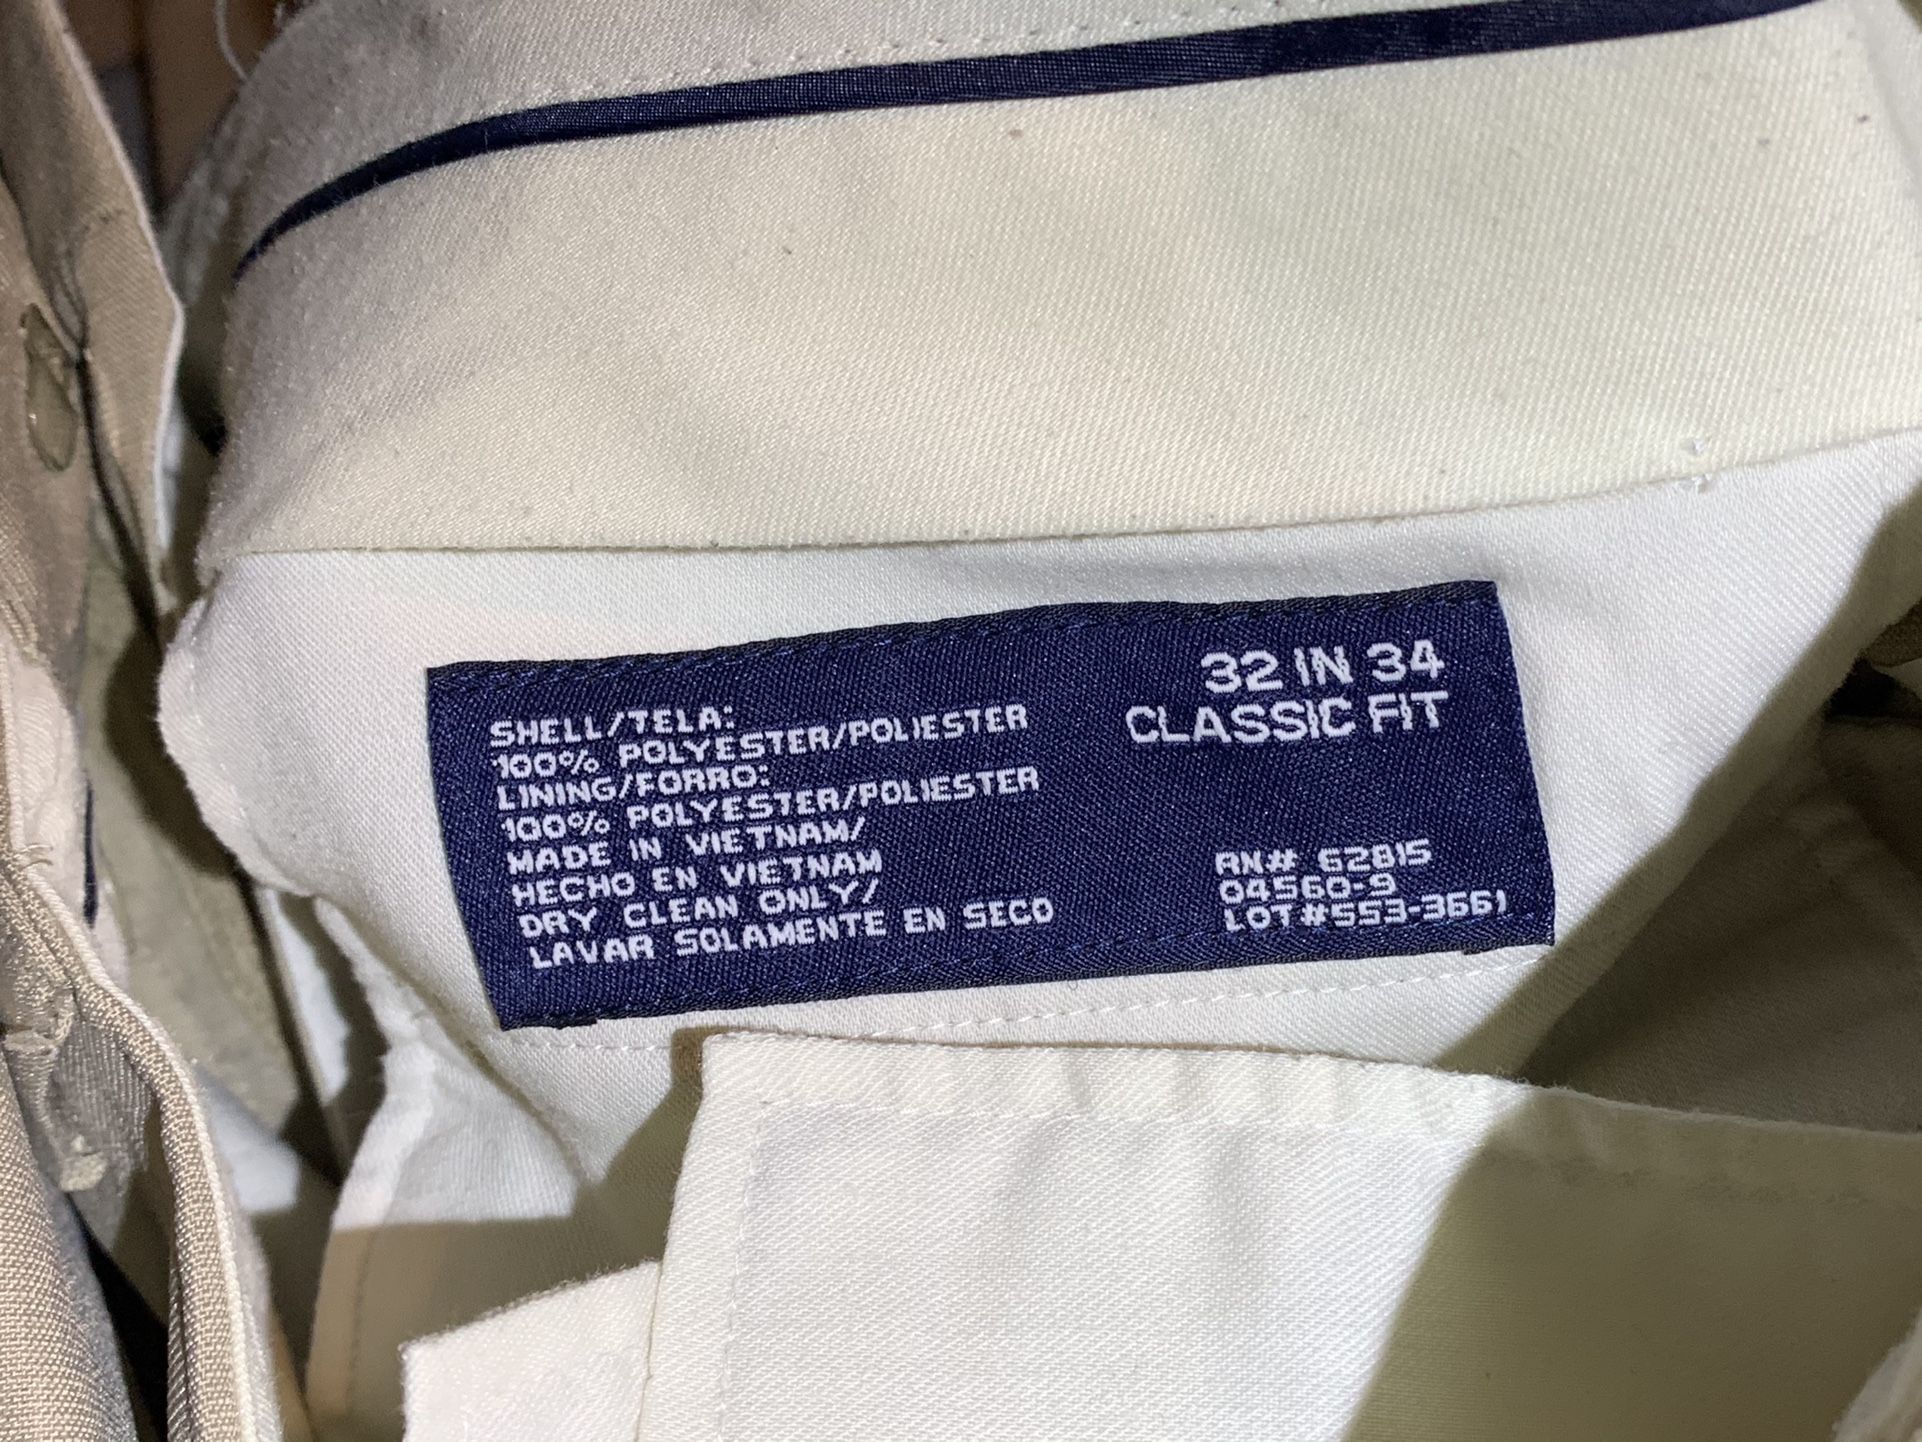 32 IN 34
CLASSIC FIT
SHELL/TELA:
100% POLYESTER/POLIESTER
LINING/FORRO:
100% POLYESTER/POLIESTER
MADE IN VIETNAM/
HECHO EN VIETNAM
DRY CLEAN ONLY/
LAVAR SOLAMENTE EN SECO
RN# 62815
04560-9
LOT#553-3661